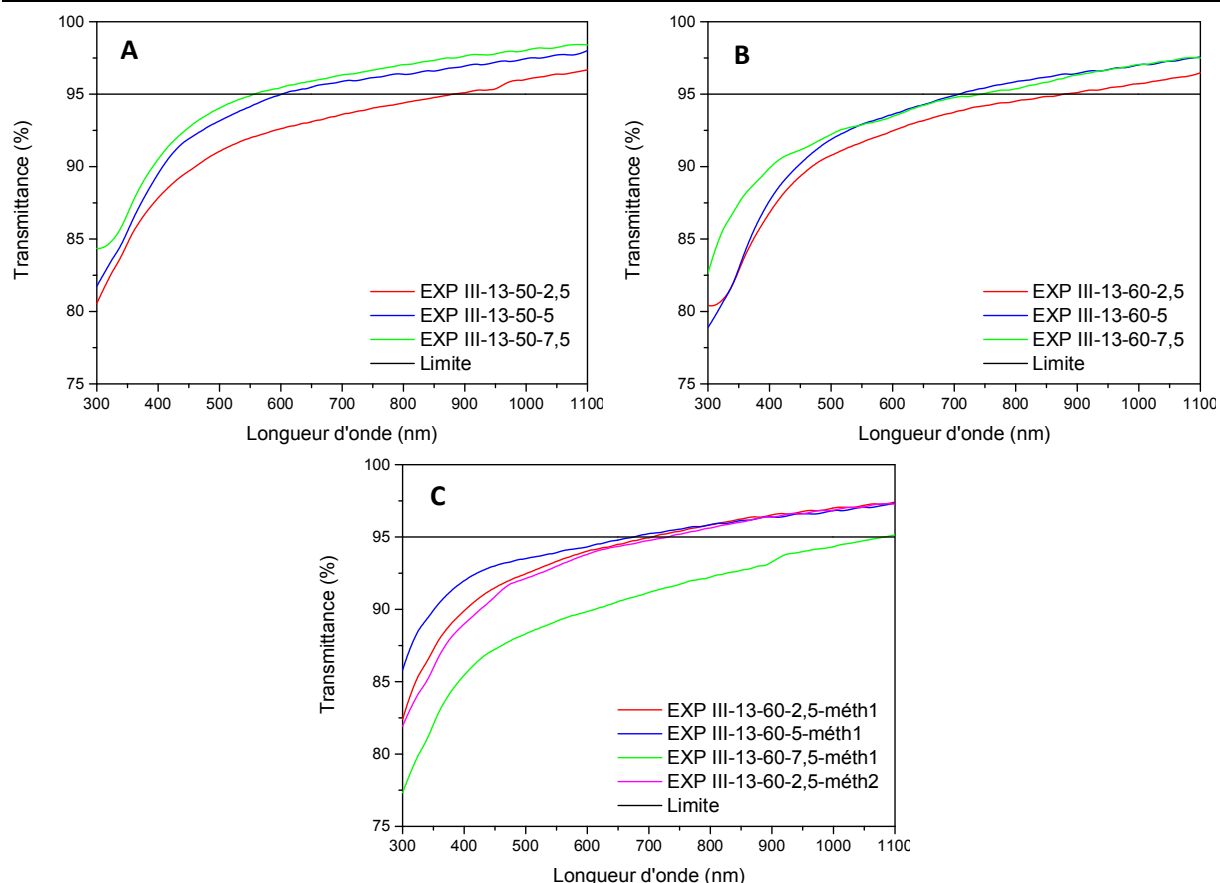 A
Transmittance (%)
100
95
90
85
80
75
EXP III-13-50-2,5
EXP III-13-50-5
EXP III-13-50-7,5
Limite
300 400 500 600 700 800 900 1000 1100
Longueur d'onde (nm)
B
Transmittance (%)
100
95
90
85
80
75
EXP III-13-60-2,5
EXP III-13-60-5
EXP III-13-60-7,5
Limite
300 400 500 600 700 800 900 1000 1100
Longueur d'onde (nm)
C
Transmittance (%)
100
95
90
85
80
75
EXP III-13-60-2,5-méth1
EXP III-13-60-5-méth1
EXP III-13-60-7,5-méth1
EXP III-13-60-2,5-méth2
Limite
300 400 500 600 700 800 900 1000 1100
Longueur d'onde (nm)